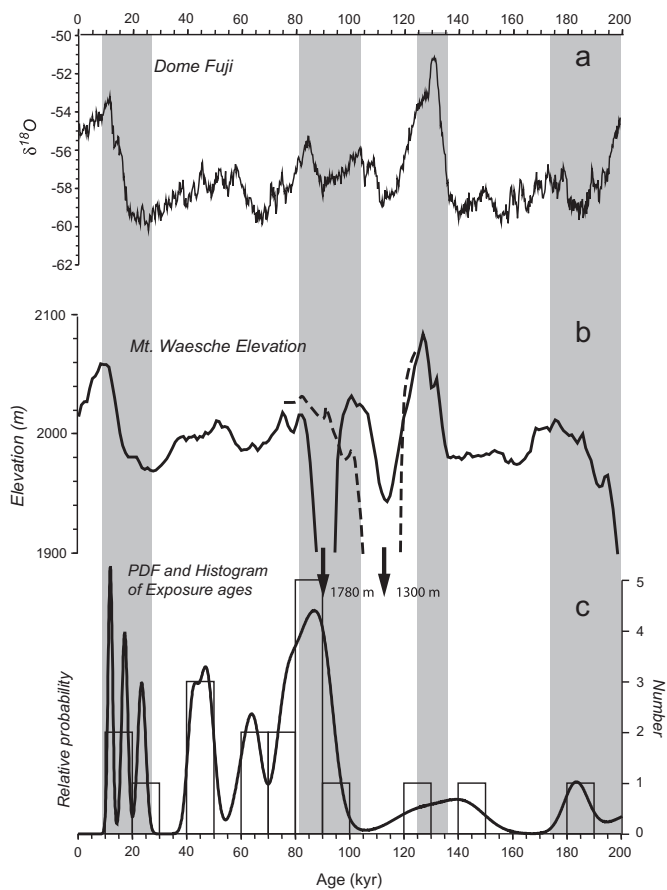 0 20 40 60 80 100 120 140 160 180 200
-50
-52
-54
-56
-58
-60
-62
δ18O
Dome Fuji
a
2100
2000
1900
Elevation (m)
Mt. Waesche Elevation
b
PDF and Histogram
of Exposure ages
1780 m
1300 m
c
Relative probability
5
4
3
2
1
0
Number
0 20 40 60 80 100 120 140 160 180 200
Age (kyr)